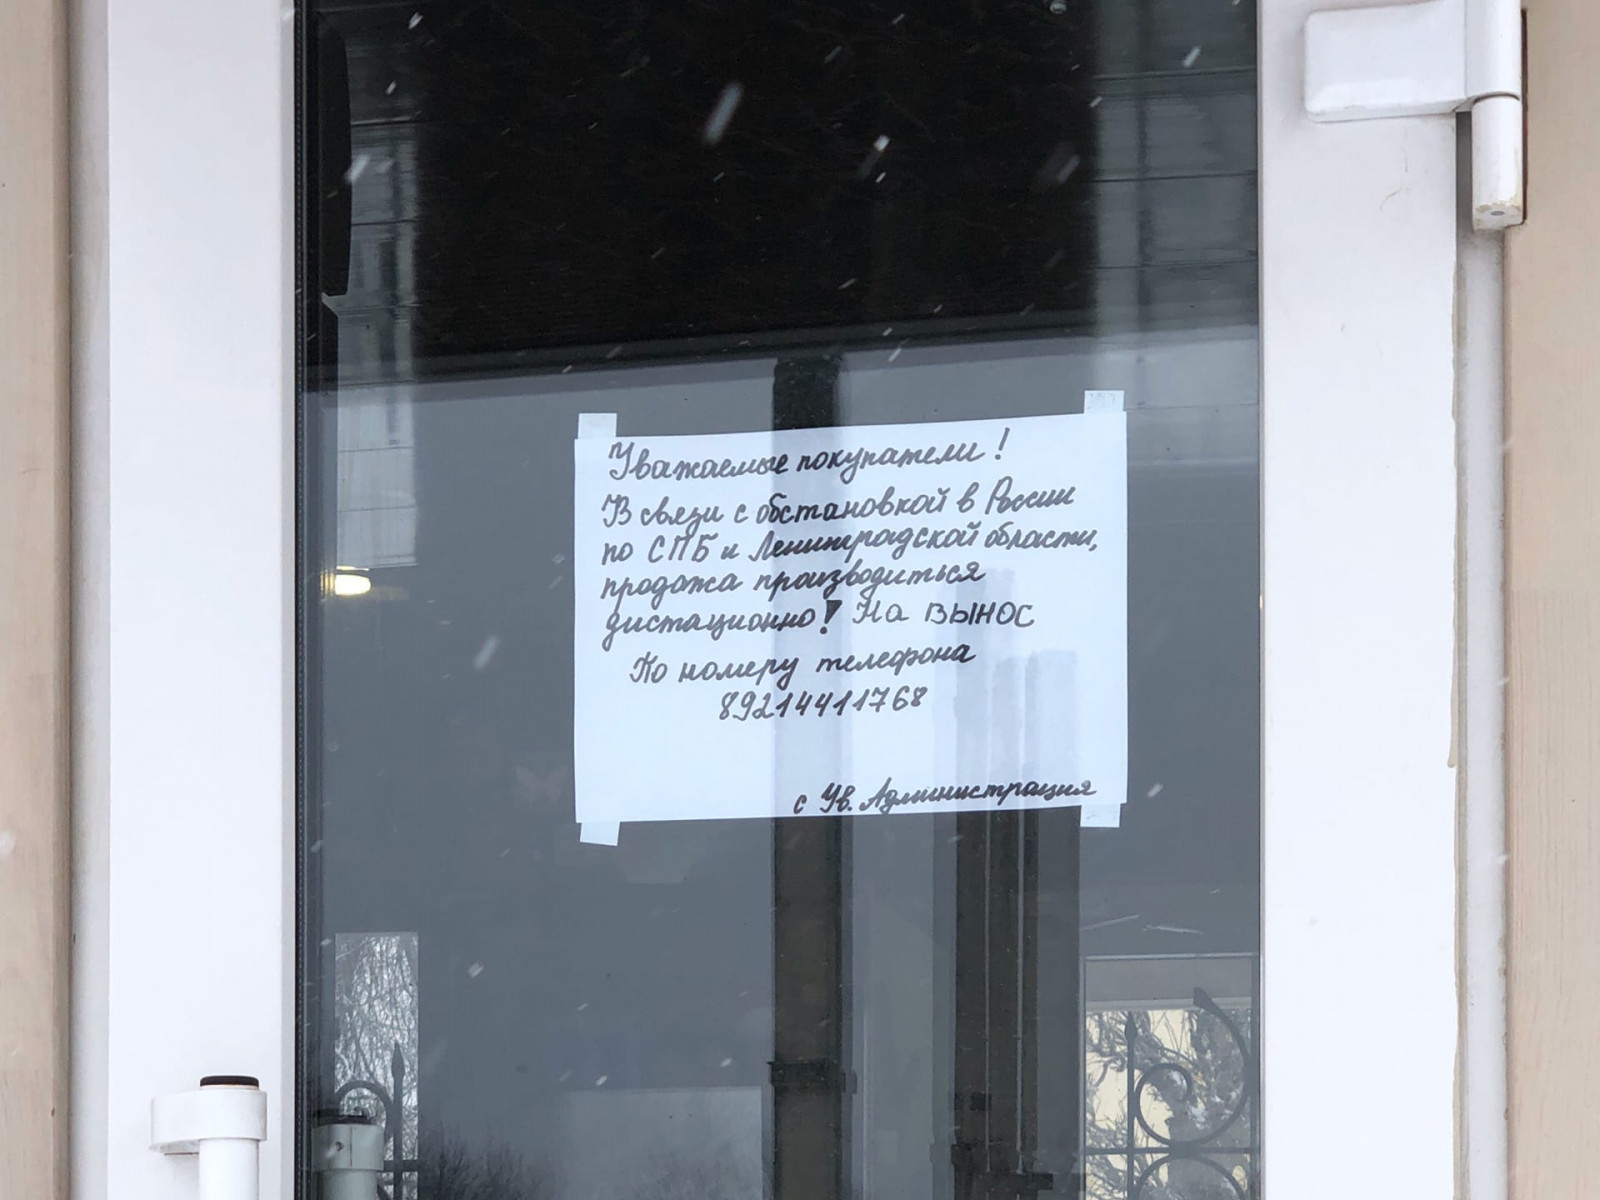 Уважаемые покупатели!
В связи с обстановкой в России
по СПБ и Ленинградской области,
продажа производиться
дистационно! На вынос
По номеру телефона
89214411768
с Ув. Администрация